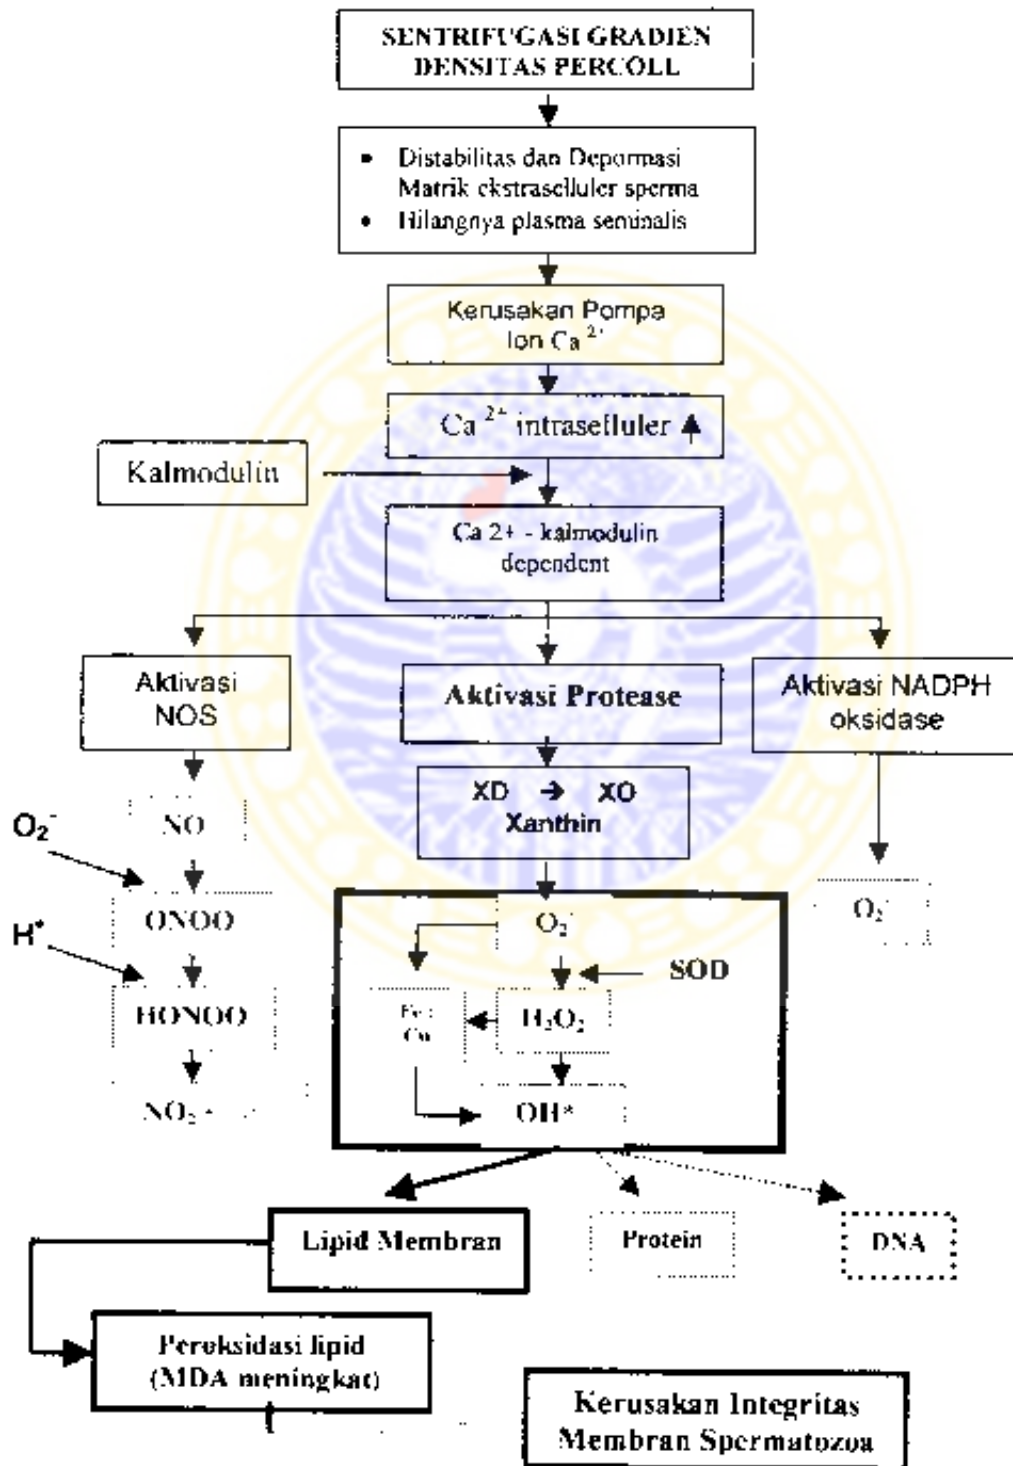 SENTRIFUGASI GRADIEN
DENSITAS PERCOLL
• Distabilitas dan Depormasi
Matrik ekstraselluler sperma
• Hilangnya plasma seminalis
Kerusakan Pompa
Ion Ca 2+
Ca 2+ intraselluler
Kalmodulin
Ca 2+ - kalmodulin
dependent
Aktivasi
NOS
Aktivasi Protease
Aktivasi NADPH
oksidase
XD → XO
Xanthin
NO
O2-
ONOO
H+
HONOO
NO2 •
O2-
SOD
H2O2
Cu
OH*
O2-
Lipid Membran
Protein
DNA
Peroksidasi lipid
(MDA meningkat)
Kerusakan Integritas
Membran Spermatozoa